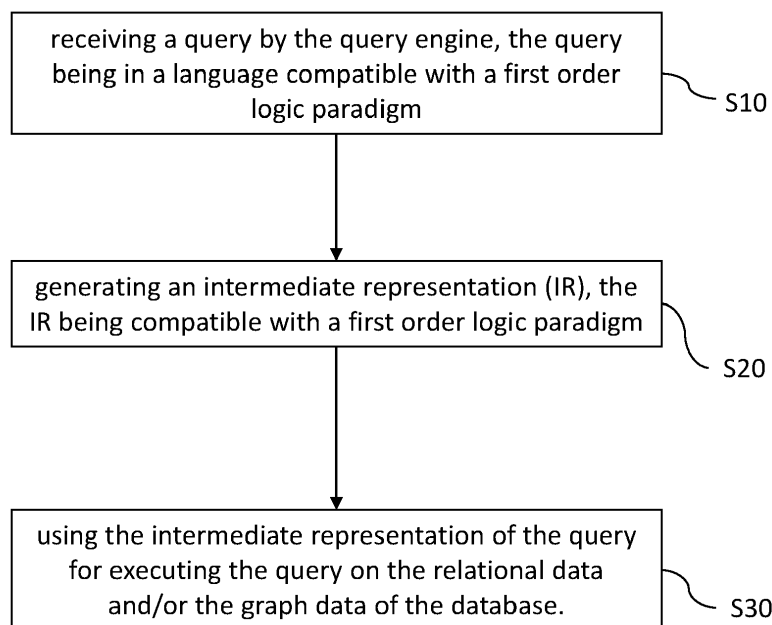 receiving a query by the query engine, the query
being in a language compatible with a first order
logic paradigm
S10
generating an intermediate representation (IR), the
IR being compatible with a first order logic paradigm
S20
using the intermediate representation of the query
for executing the query on the relational data
and/or the graph data of the database.
S30